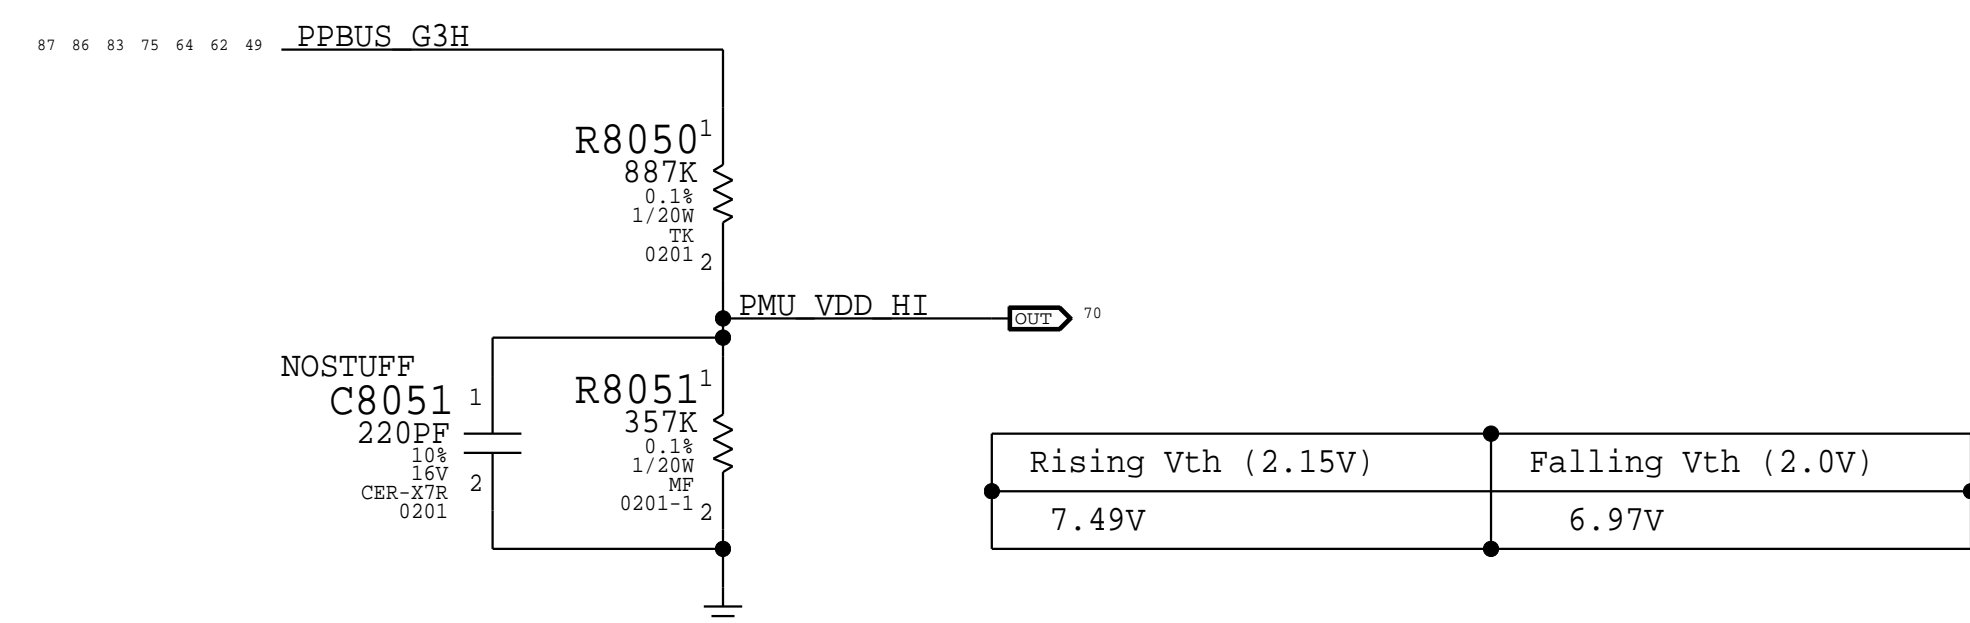 87 86 83 75 64 62 49 PPBUS_G3H
R8050 1
887K
0.1%
1/20W
TK
0201 2
PMU_VDD_HI OUT 70
NOSTUFF
C8051 1
220PF
10%
16V
CER-X7R 2
0201
R8051 1
357K
0.1%
1/20W
MF
0201-1 2
Rising Vth (2.15V) Falling Vth (2.0V)
7.49V 6.97V